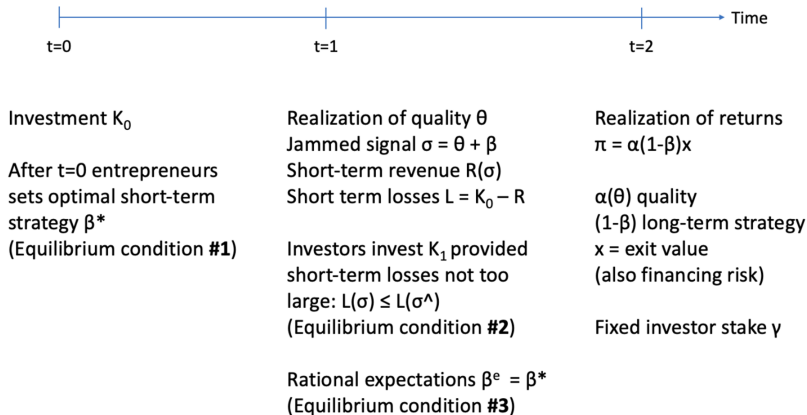 Time
t=0
t=1
t=2
Investment K₀
After t=0 entrepreneurs
sets optimal short-term
strategy β*
(Equilibrium condition #1)
Realization of quality θ
Jammed signal σ = θ + β
Short-term revenue R(σ)
Short term losses L = K₀ – R
Investors invest K₁ provided
short-term losses not too
large: L(σ) ≤ L(σ^)
(Equilibrium condition #2)
Rational expectations βᵉ = β*
(Equilibrium condition #3)
Realization of returns
π = α(1-β)x
α(θ) quality
(1-β) long-term strategy
x = exit value
(also financing risk)
Fixed investor stake γ